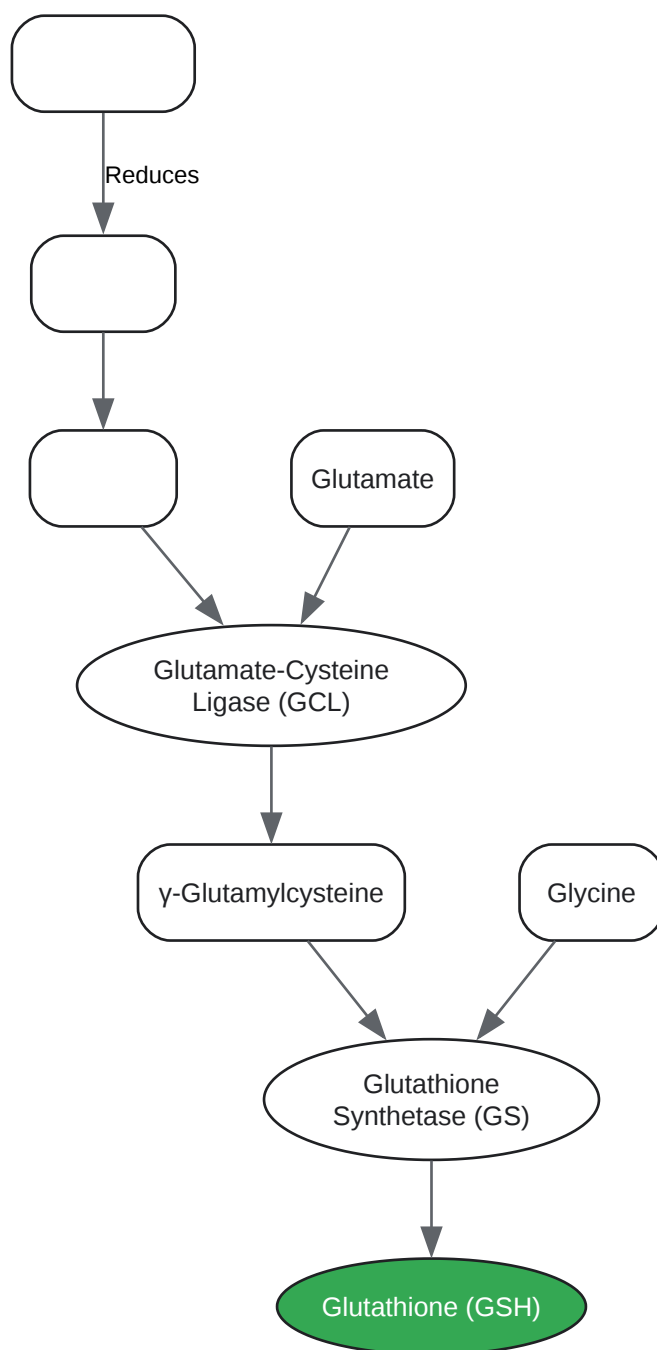 Reduces
Glutamate
Glutamate-Cysteine
Ligase (GCL)
γ-Glutamylcysteine
Glycine
Glutathione
Synthetase (GS)
Glutathione (GSH)